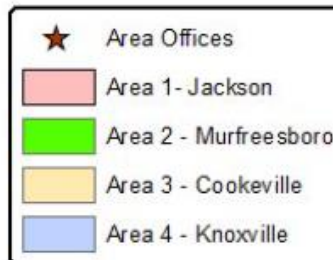 Area Offices
Area 1- Jackson
Area 2 - Murfreesboro
Area 3 - Cookeville
Area 4 - Knoxville